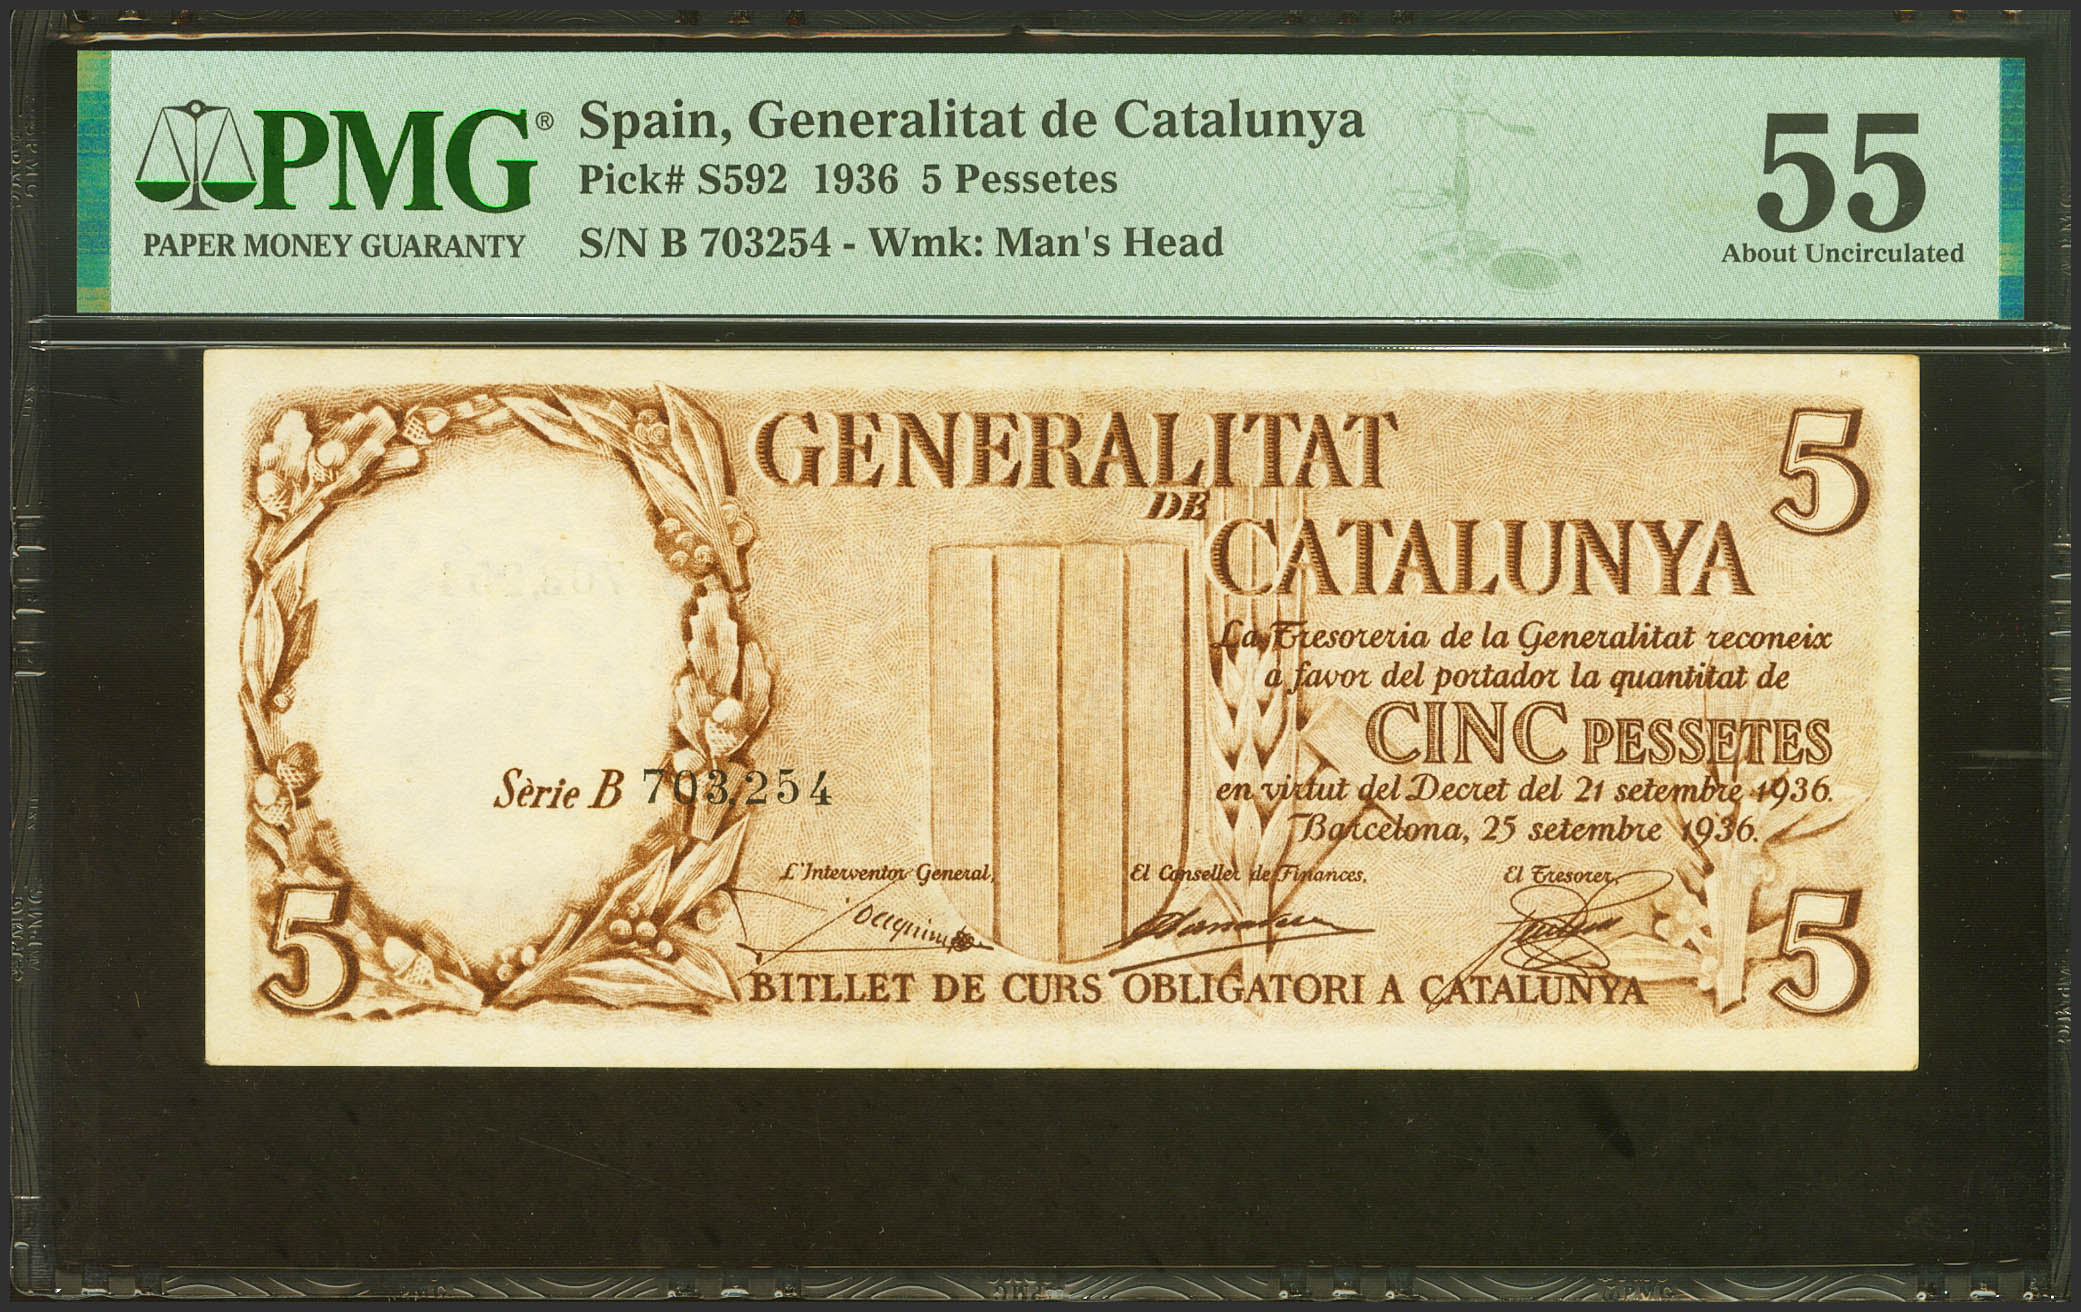 PMG®
PAPER MONEY GUARANTY
Spain, Generalitat de Catalunya
Pick# S592 1936 5 Pessetes
S/N B 703254 - Wmk: Man's Head
55
About Uncirculated
GENERALITAT
DE
CATALUNYA
5
La Tresoreria de la Generalitat reconeix
a favor del portador la quantitat de
CINC PESSETES
en virtut del Decret del 21 setembre 1936.
Barcelona, 25 setembre 1936.
Sèrie B 703,254
L'Interventor General,
El Conseller de Finances,
El Tresorer,
5
5
BITLLET DE CURS OBLIGATORI A CATALUNYA